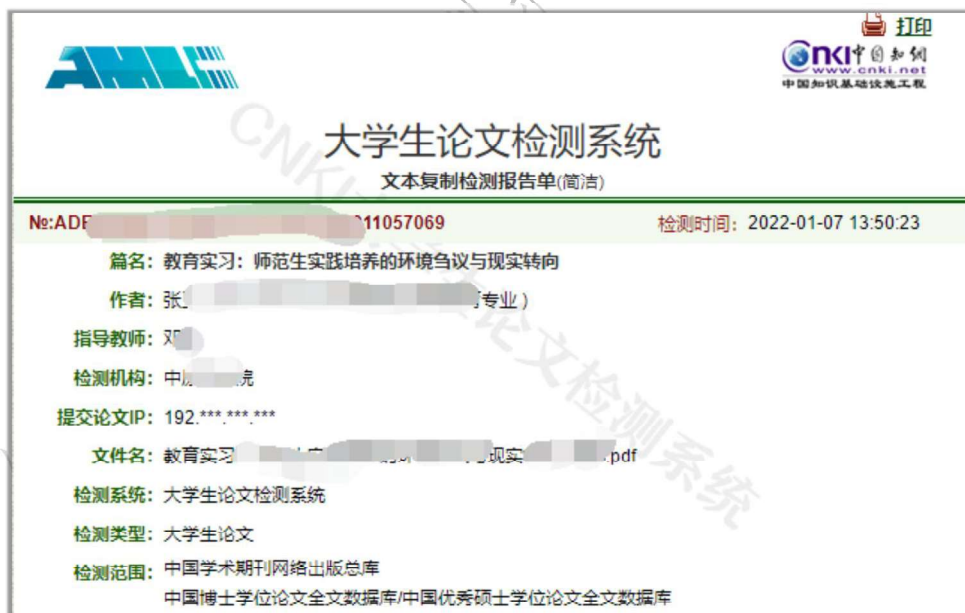 打印
CNKI中国知网
www.cnki.net
中国知识基础设施工程
AMLC
大学生论文检测系统
文本复制检测报告单(简洁)
№:ADE 011057069 检测时间：2022-01-07 13:50:23
篇名：教育实习：师范生实践培养的环境刍议与现实转向
作者：张 专业）
指导教师：邓
检测机构：中原 院
提交论文IP：192.***.***.***
文件名：教育实习 现实 .pdf
检测系统：大学生论文检测系统
检测类型：大学生论文
检测范围：中国学术期刊网络出版总库
中国博士学位论文全文数据库/中国优秀硕士学位论文全文数据库